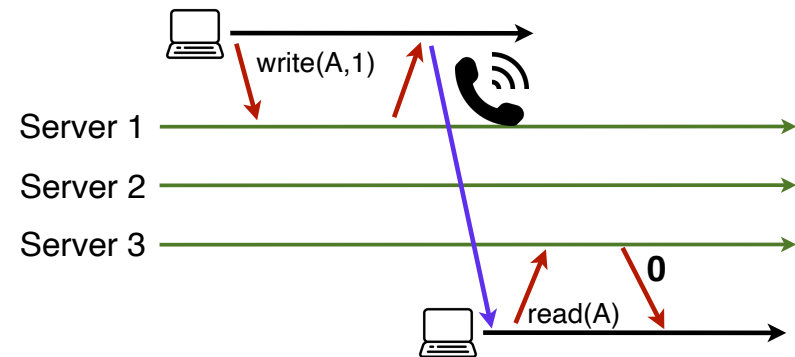 write(A,1)
Server 1
Server 2
Server 3
0
read(A)